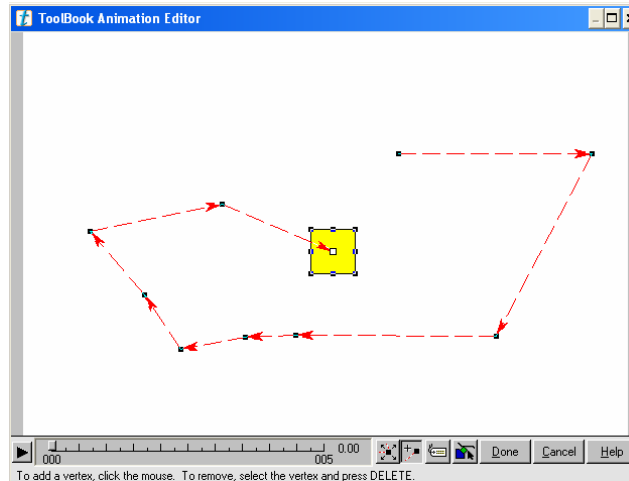 ToolBook Animation Editor
000 005 0.00 Done Cancel Help
To add a vertex, click the mouse. To remove, select the vertex and press DELETE.